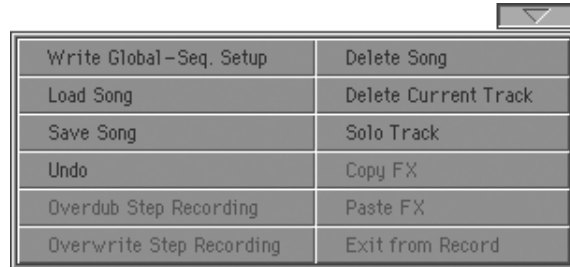 Write Global-Seq. Setup
Delete Song
Load Song
Delete Current Track
Save Song
Solo Track
Undo
Copy FX
Overdub Step Recording
Paste FX
Overwrite Step Recording
Exit from Record